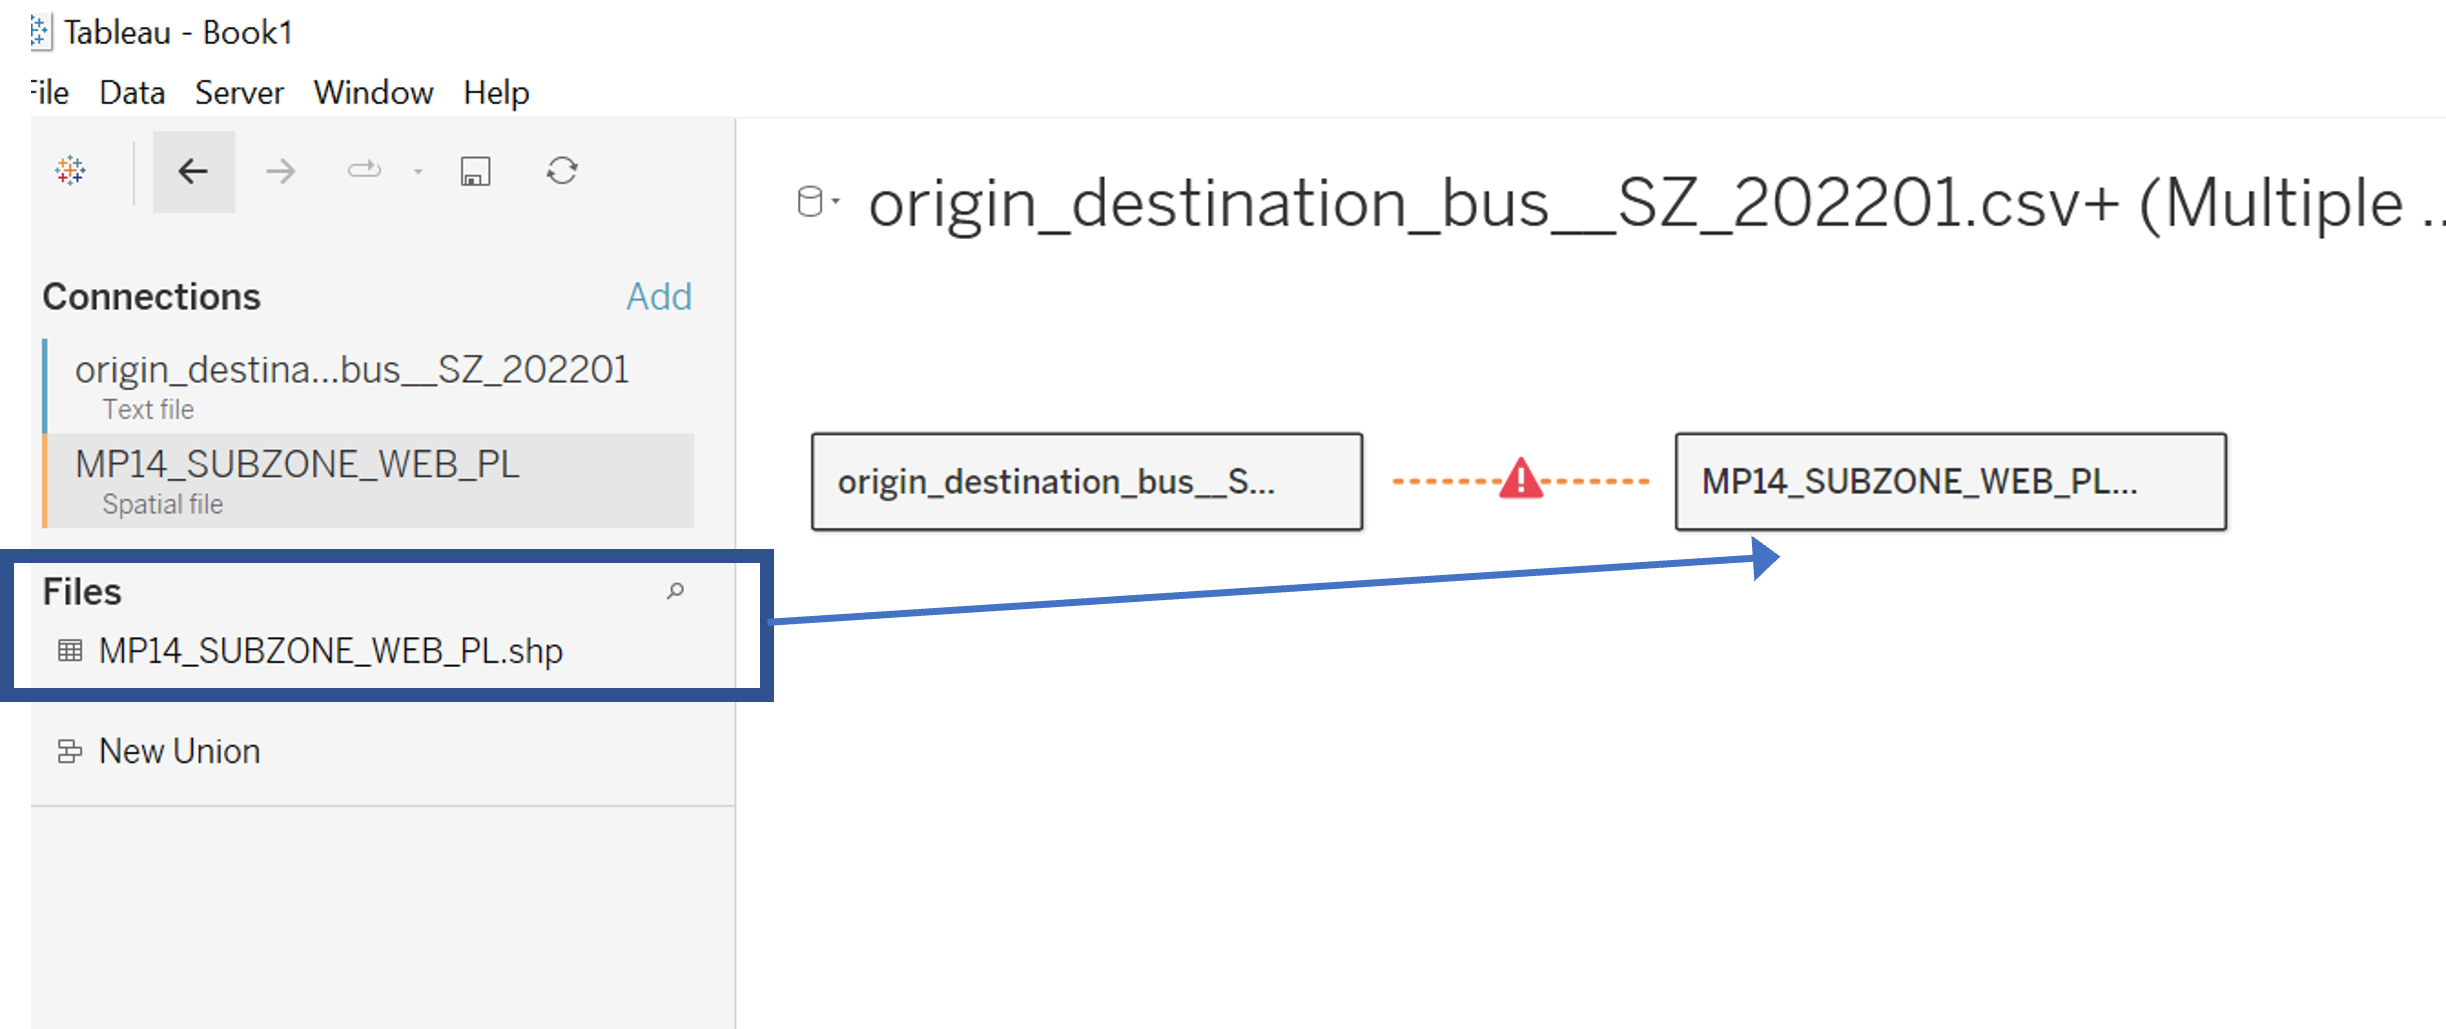 Tableau - Book1
File Data Server Window Help
origin_destination_bus__SZ_202201.csv+ (Multiple ...
Connections Add
origin_destina...bus__SZ_202201
Text file
MP14_SUBZONE_WEB_PL
Spatial file
origin_destination_bus__S...
MP14_SUBZONE_WEB_PL...
Files
MP14_SUBZONE_WEB_PL.shp
New Union